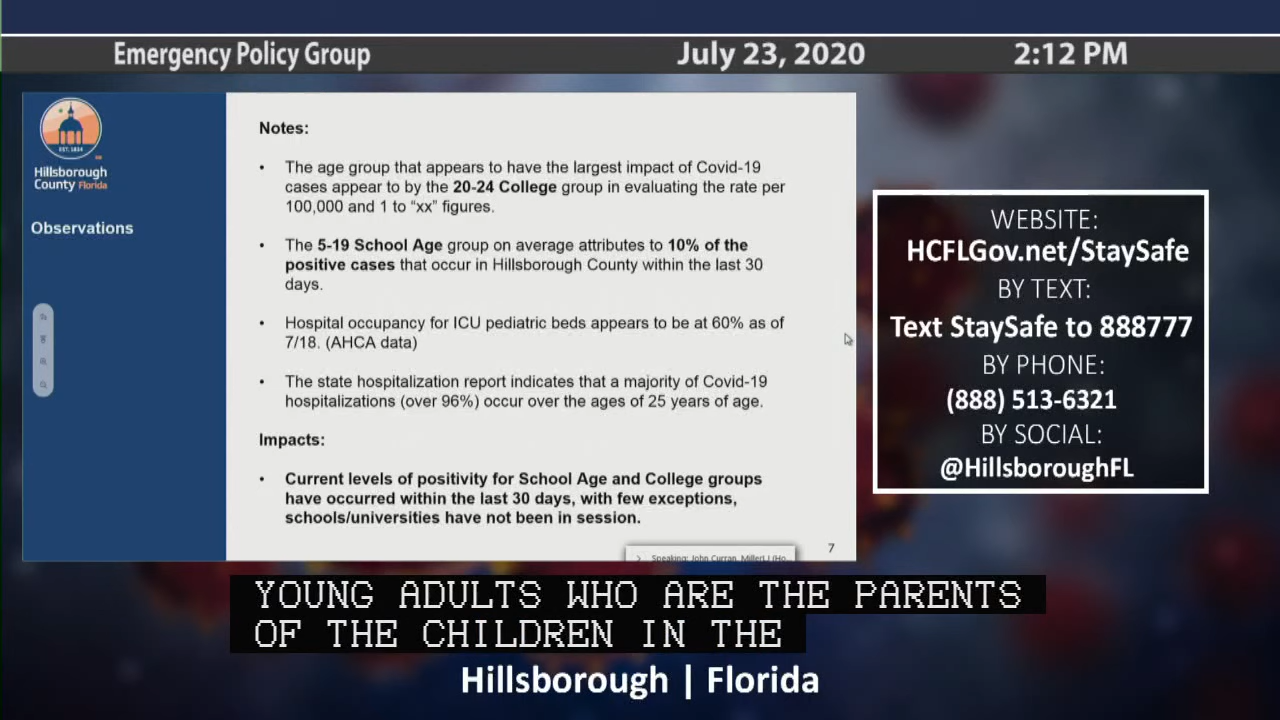 Emergency Policy Group
July 23, 2020
2:12 PM
EST. 1834
Hillsborough
County Florida
Observations
Notes:
• The age group that appears to have the largest impact of Covid-19
cases appear to by the 20-24 College group in evaluating the rate per
100,000 and 1 to “xx” figures.
• The 5-19 School Age group on average attributes to 10% of the
positive cases that occur in Hillsborough County within the last 30
days.
• Hospital occupancy for ICU pediatric beds appears to be at 60% as of
7/18. (AHCA data)
• The state hospitalization report indicates that a majority of Covid-19
hospitalizations (over 96%) occur over the ages of 25 years of age.
Impacts:
• Current levels of positivity for School Age and College groups
have occurred within the last 30 days, with few exceptions,
schools/universities have not been in session.
Speaking: John Curran, MillerLJ (Ho...
7
WEBSITE:
HCFLGov.net/StaySafe
BY TEXT:
Text StaySafe to 888777
BY PHONE:
(888) 513-6321
BY SOCIAL:
@HillsboroughFL
YOUNG ADULTS WHO ARE THE PARENTS
OF THE CHILDREN IN THE
Hillsborough | Florida